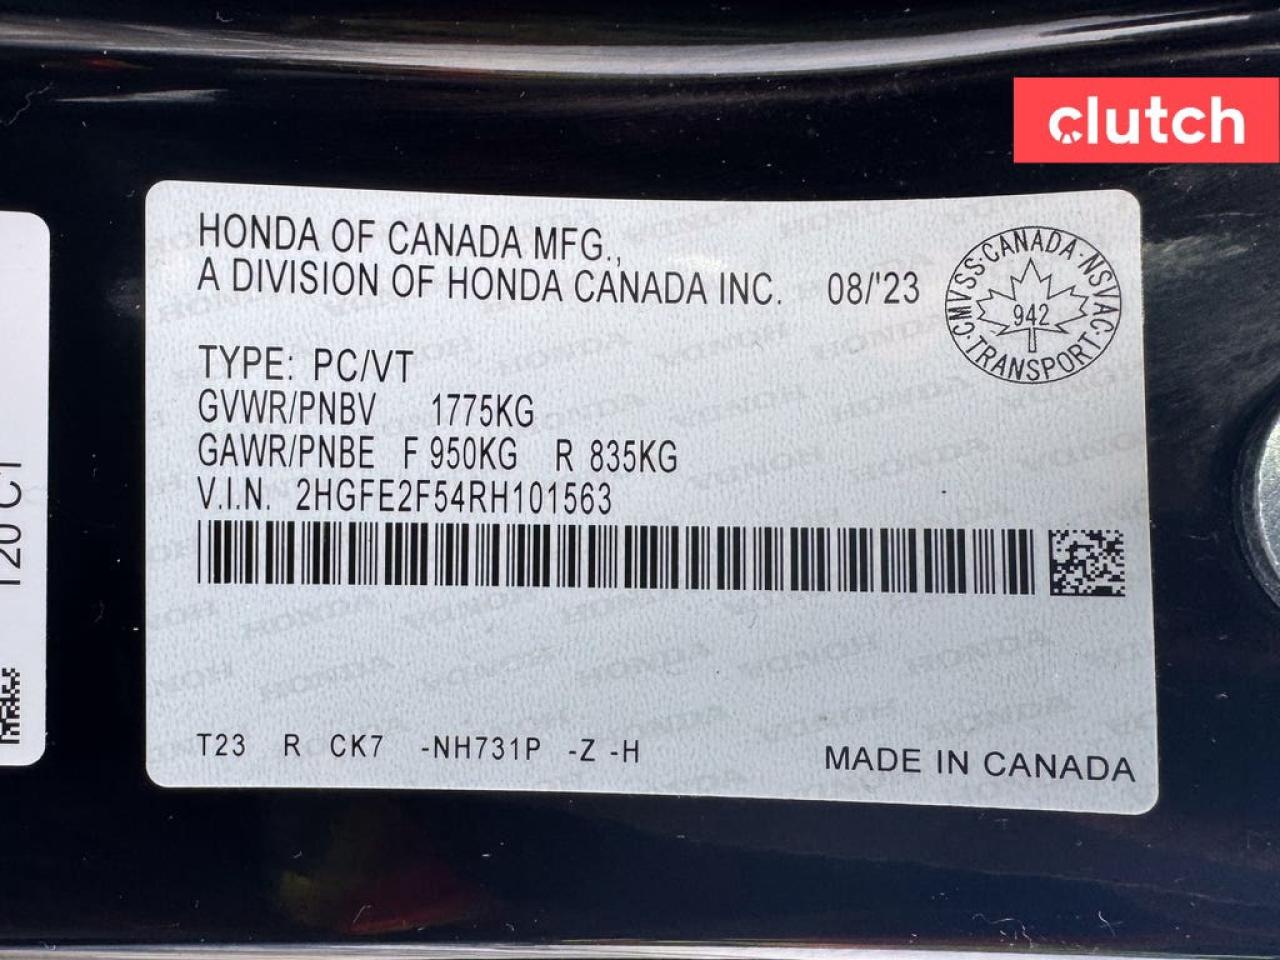 clutch
HONDA OF CANADA MFG.,
A DIVISION OF HONDA CANADA INC. 08/'23
CMVSS·CANADA·NSVAC·TRANSPORT·
942
TYPE: PC/VT
GVWR/PNBV 1775KG
GAWR/PNBE F 950KG R 835KG
V.I.N. 2HGFE2F54RH101563
T23 R CK7 -NH731P -Z -H
MADE IN CANADA